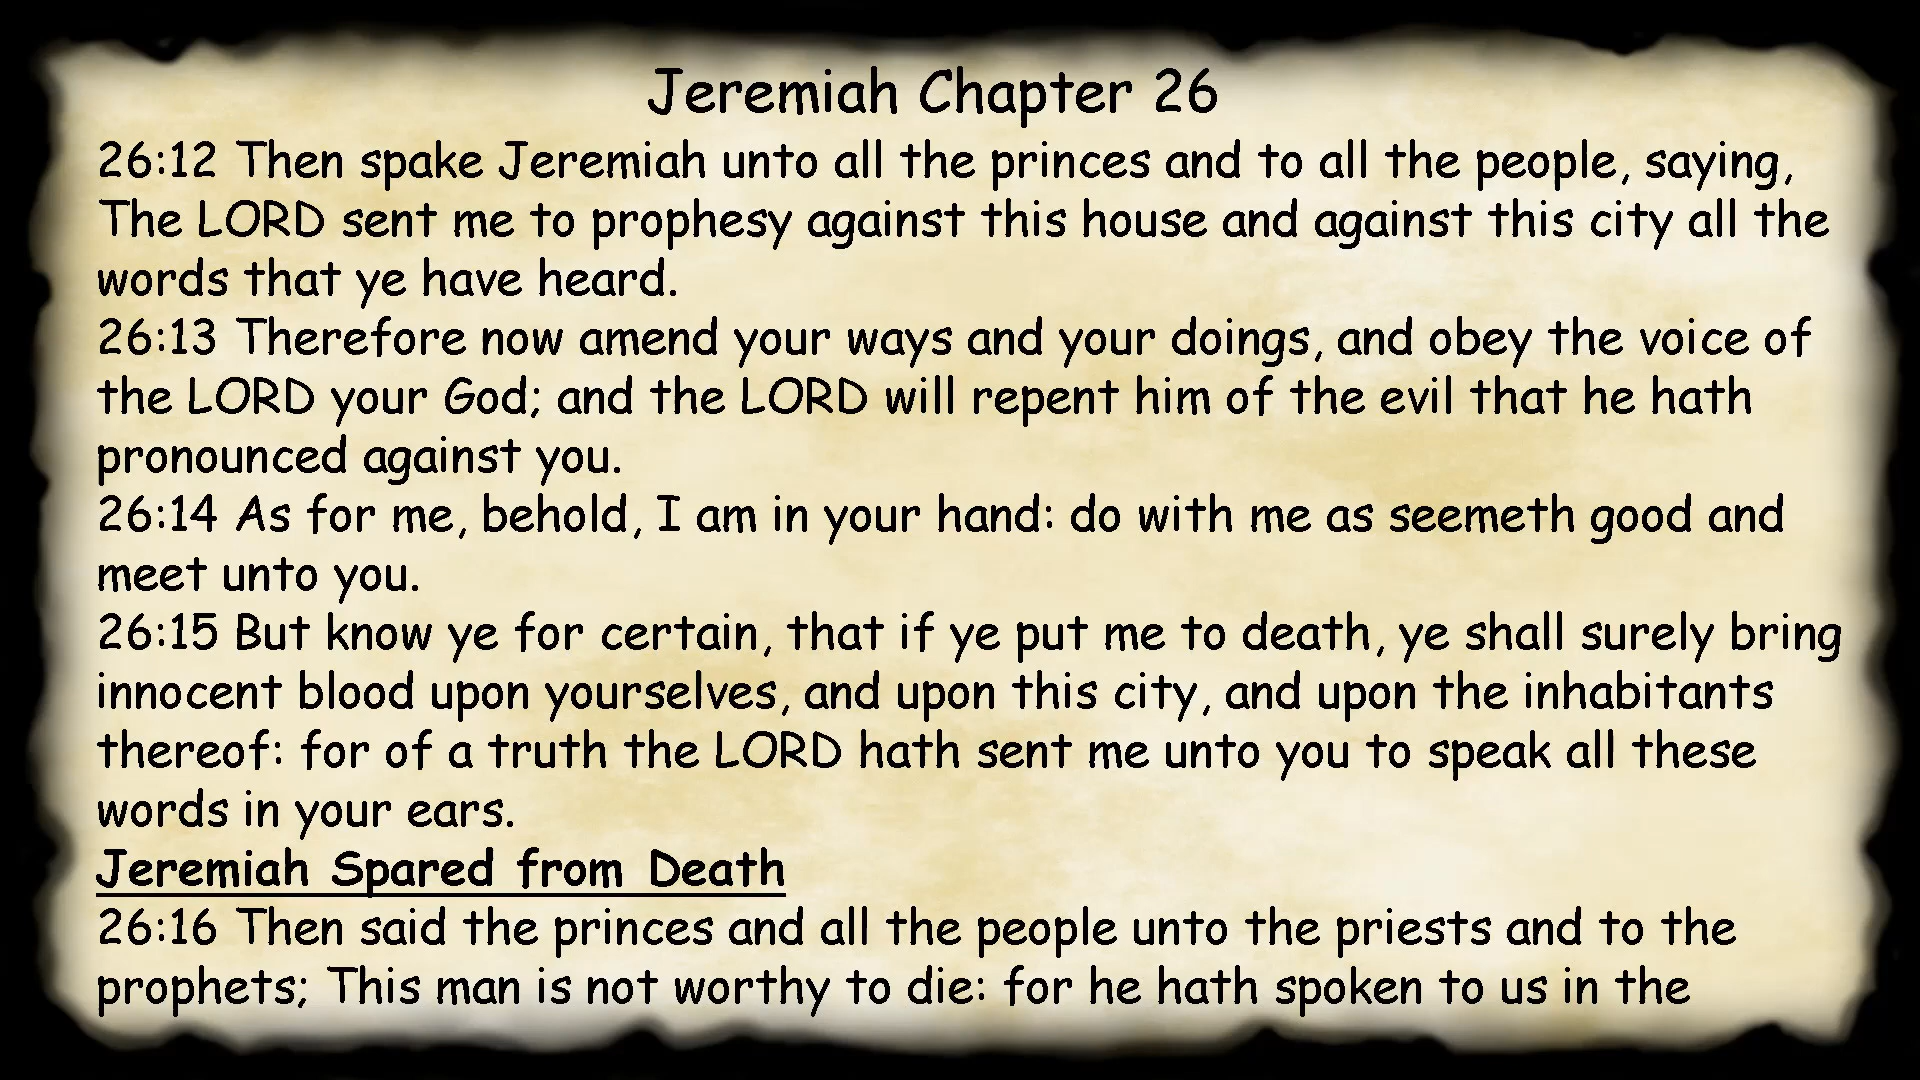 Jeremiah Chapter 26
26:12 Then spake Jeremiah unto all the princes and to all the people, saying,
The LORD sent me to prophesy against this house and against this city all the
words that ye have heard.
26:13 Therefore now amend your ways and your doings, and obey the voice of
the LORD your God; and the LORD will repent him of the evil that he hath
pronounced against you.
26:14 As for me, behold, I am in your hand: do with me as seemeth good and
meet unto you.
26:15 But know ye for certain, that if ye put me to death, ye shall surely bring
innocent blood upon yourselves, and upon this city, and upon the inhabitants
thereof: for of a truth the LORD hath sent me unto you to speak all these
words in your ears.
Jeremiah Spared from Death
26:16 Then said the princes and all the people unto the priests and to the
prophets; This man is not worthy to die: for he hath spoken to us in the